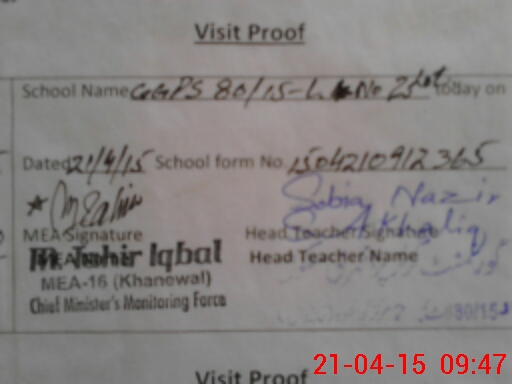 Visit Proof
School Name GGPS 80/15-L No today on
Dated 21/4/15 School form No. 1504210912365
Sobia Nazir
MEA Signature Head Teacher Signature
M Tahir Iqbal Head Teacher Name
MEA-16 (Khanewal)
Chief Minister's Monitoring Force
Visit Proof
21-04-15 09:47